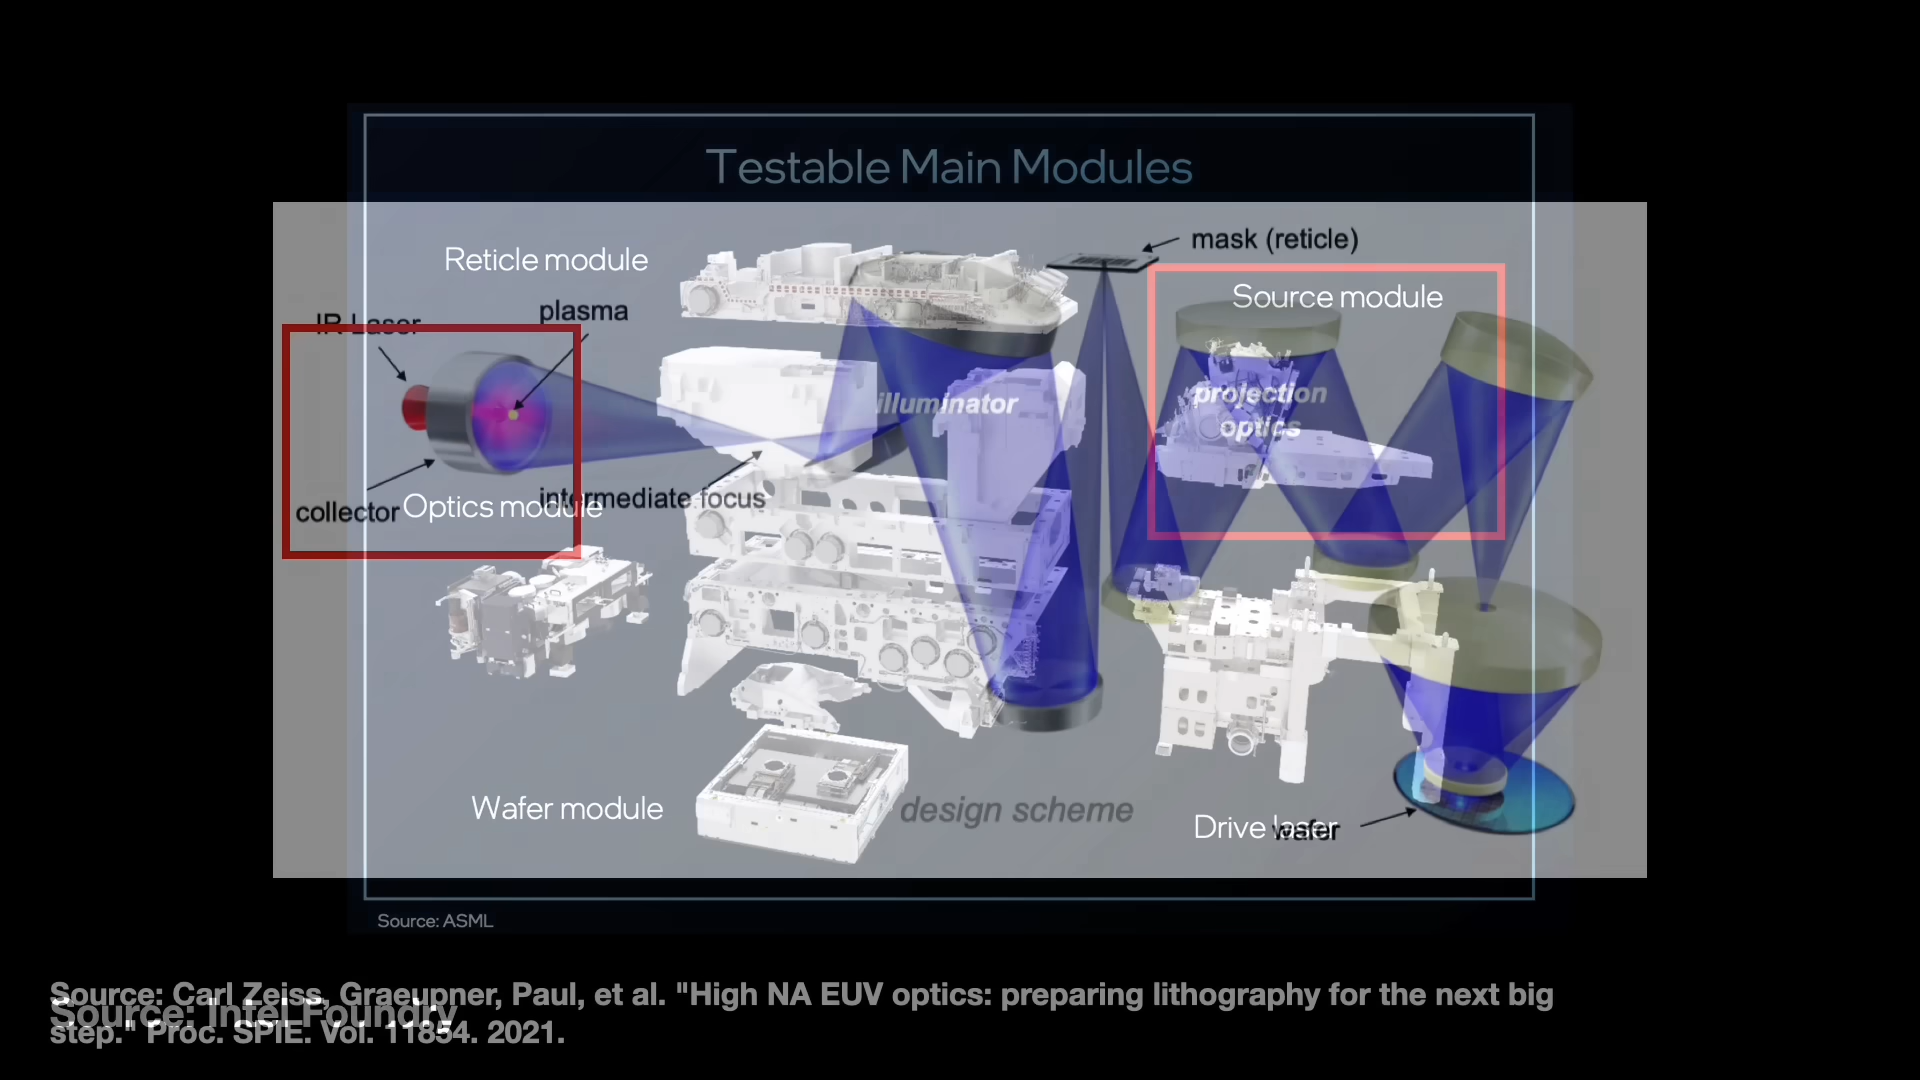 Testable Main Modules
mask (reticle)
Reticle module
Source module
plasma
IR Laser
illuminator
projection
optics
intermediate focus
collector
Optics module
Wafer module
design scheme
Drive laser
wafer
Source: ASML
Source: Carl Zeiss, Graeupner, Paul, et al. "High NA EUV optics: preparing lithography for the next big
Source: Intel Foundry
step." Proc. SPIE. Vol. 11854. 2021.